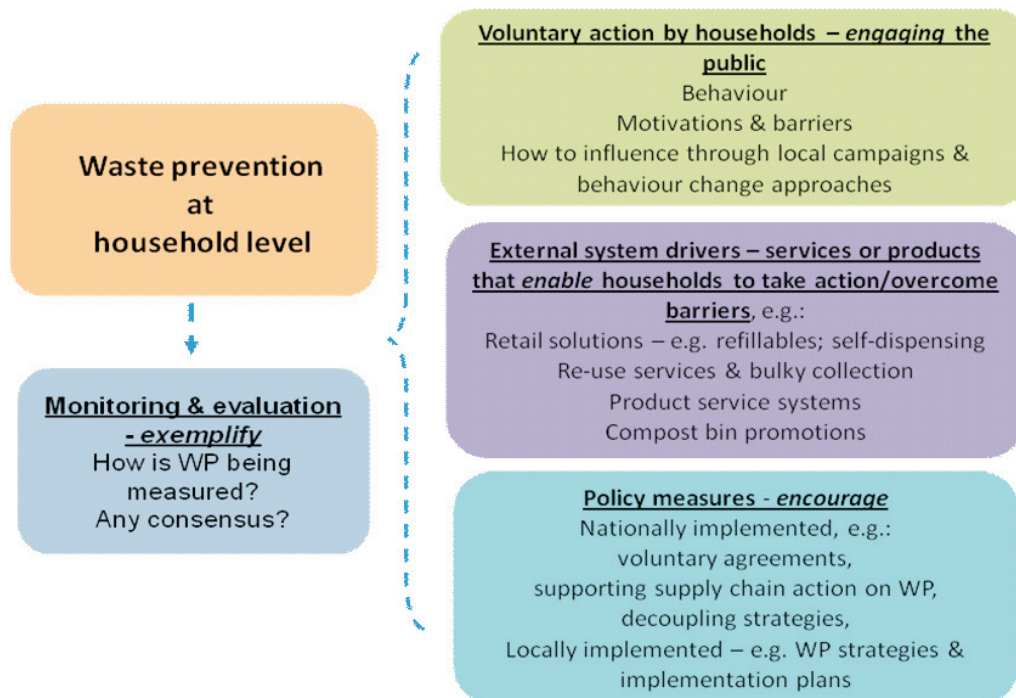 Waste prevention
at
household level
Monitoring & evaluation
- exemplify
How is WP being
measured?
Any consensus?
Voluntary action by households – engaging the
public
Behaviour
Motivations & barriers
How to influence through local campaigns &
behaviour change approaches
External system drivers – services or products
that enable households to take action/overcome
barriers, e.g.:
Retail solutions – e.g. refillables; self-dispensing
Re-use services & bulky collection
Product service systems
Compost bin promotions
Policy measures - encourage
Nationally implemented, e.g.:
voluntary agreements,
supporting supply chain action on WP,
decoupling strategies,
Locally implemented – e.g. WP strategies &
implementation plans